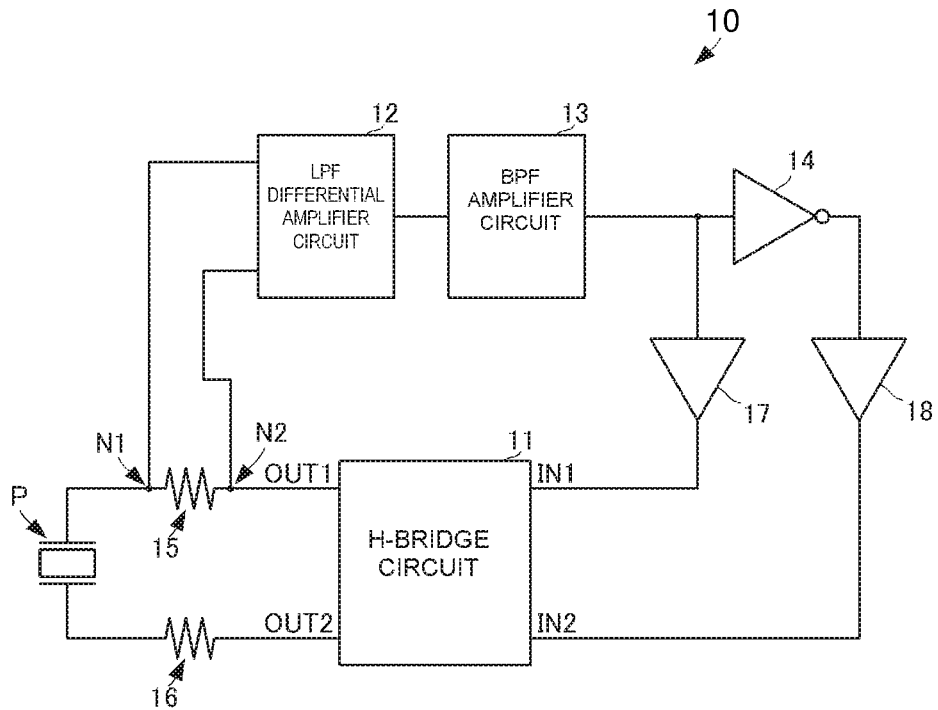 10
12
13
14
LPF
DIFFERENTIAL
AMPLIFIER
CIRCUIT
BPF
AMPLIFIER
CIRCUIT
17
18
N1
N2
11
OUT1
IN1
P
15
H-BRIDGE
CIRCUIT
OUT2
IN2
16